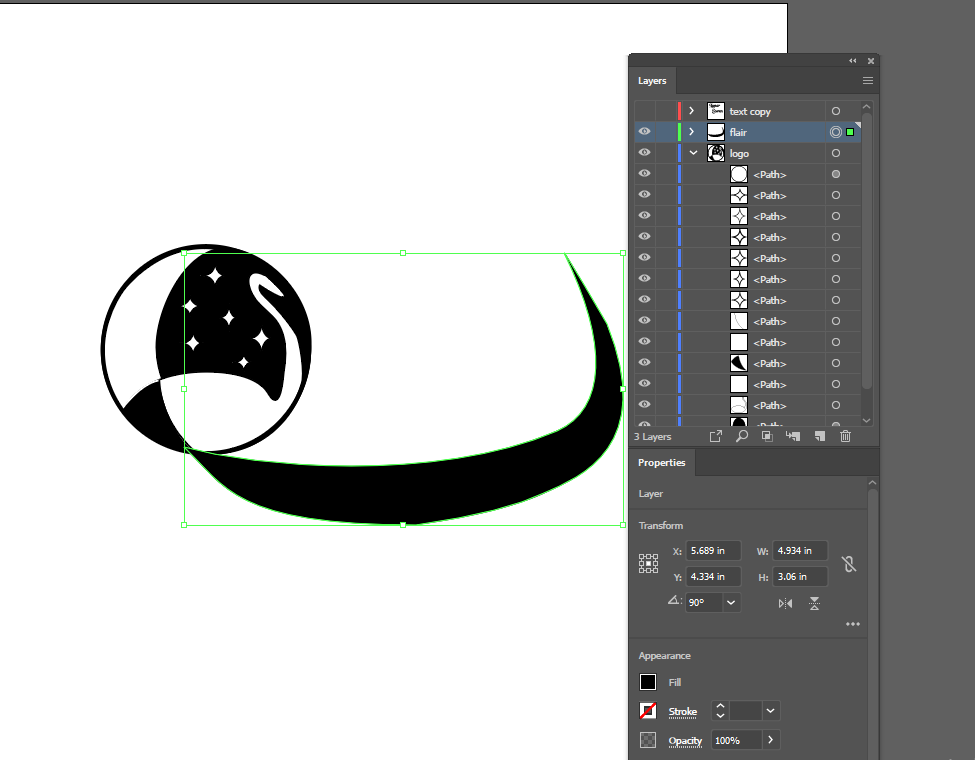 Layers
text copy
flair
logo
<Path>
<Path>
<Path>
<Path>
<Path>
<Path>
<Path>
<Path>
<Path>
<Path>
<Path>
<Path>
<Path>
3 Layers
Properties
Layer
Transform
X: 5.689 in W: 4.934 in
Y: 4.334 in H: 3.06 in
90°
Appearance
Fill
Stroke
Opacity 100%